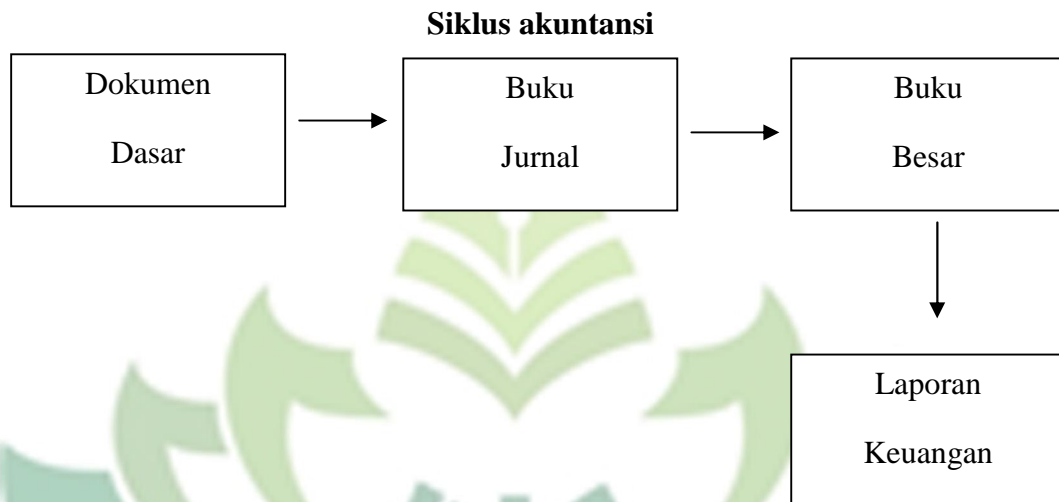 Siklus akuntansi
Dokumen
Dasar
Buku
Jurnal
Buku
Besar
Laporan
Keuangan